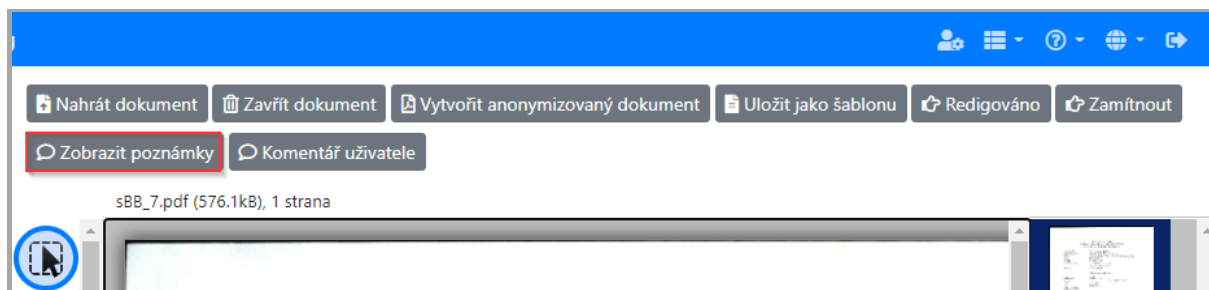 Nahrát dokument Zavřít dokument Vytvořit anonymizovaný dokument Uložit jako šablonu Redigováno Zamítnout
Zobrazit poznámky Komentář uživatele
sBB_7.pdf (576.1kB), 1 strana